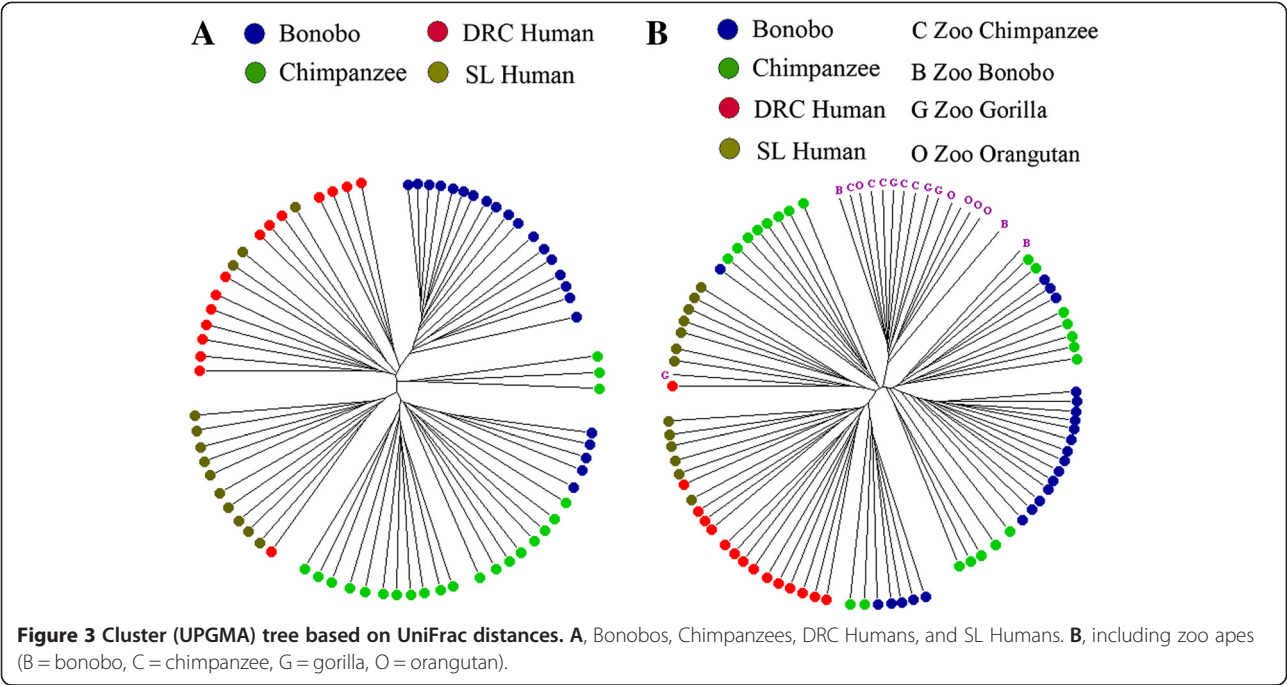 A
Bonobo
DRC Human
Chimpanzee
SL Human
B
Bonobo
C Zoo Chimpanzee
Chimpanzee
B Zoo Bonobo
DRC Human
G Zoo Gorilla
SL Human
O Zoo Orangutan
B C O C C G C C G G O O O O B B
G
Figure 3 Cluster (UPGMA) tree based on UniFrac distances. A, Bonobos, Chimpanzees, DRC Humans, and SL Humans. B, including zoo apes
(B = bonobo, C = chimpanzee, G = gorilla, O = orangutan).